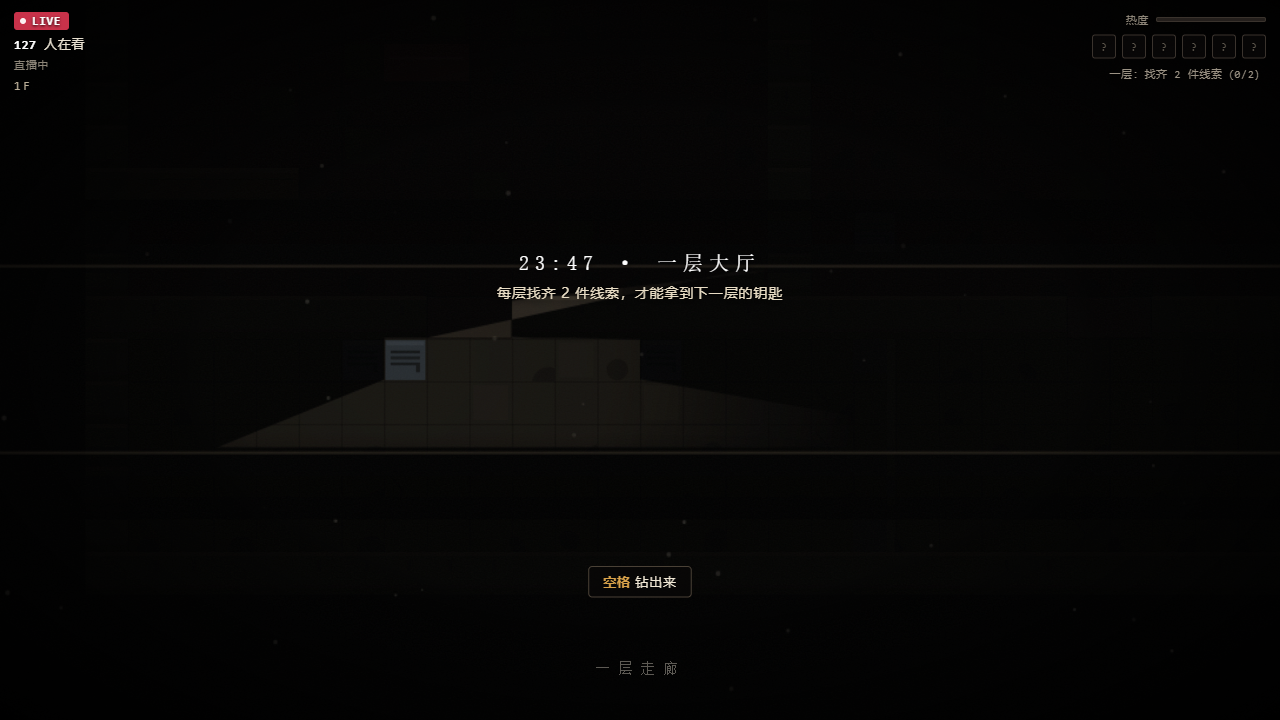 LIVE
127 人在看
直播中
1F
热度
? ? ? ? ? ?
一层: 找齐 2 件线索 (0/2)
23:47 • 一层大厅
每层找齐 2 件线索，才能拿到下一层的钥匙
空格 钻出来
一层走廊